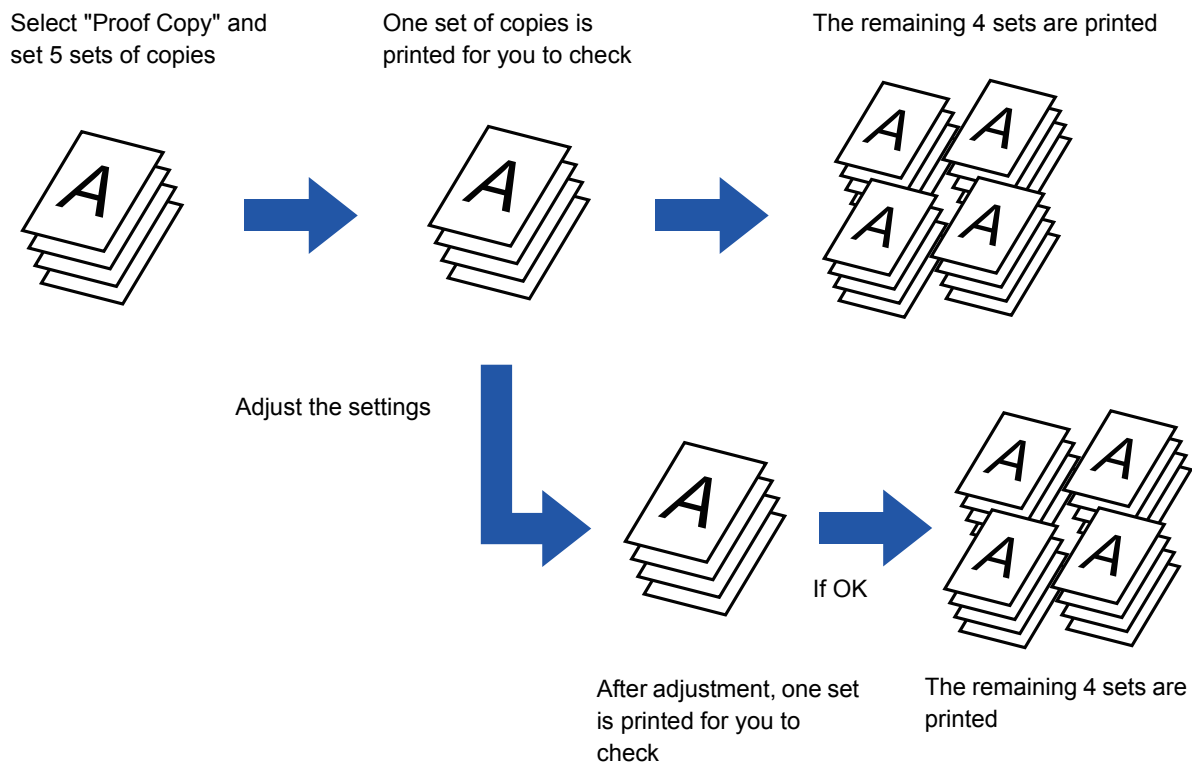 Select "Proof Copy" and
set 5 sets of copies
One set of copies is
printed for you to check
The remaining 4 sets are printed
A
A
A
A
A
A
Adjust the settings
A
A
A
A
A
If OK
After adjustment, one set
is printed for you to
check
The remaining 4 sets are
printed